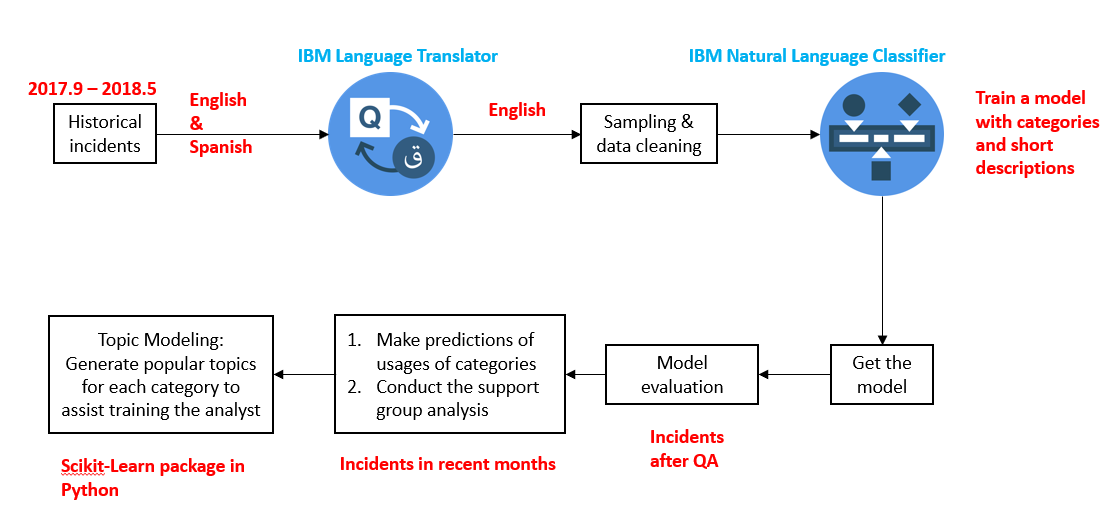 IBM Language Translator
IBM Natural Language Classifier
2017.9 – 2018.5
Historical
incidents
English
&
Spanish
Q
ق
English
Sampling &
data cleaning
Train a model
with categories
and short
descriptions
Topic Modeling:
Generate popular topics
for each category to
assist training the analyst
1. Make predictions of
usages of categories
2. Conduct the support
group analysis
Model
evaluation
Get the
model
Scikit-Learn package in
Python
Incidents in recent months
Incidents
after QA